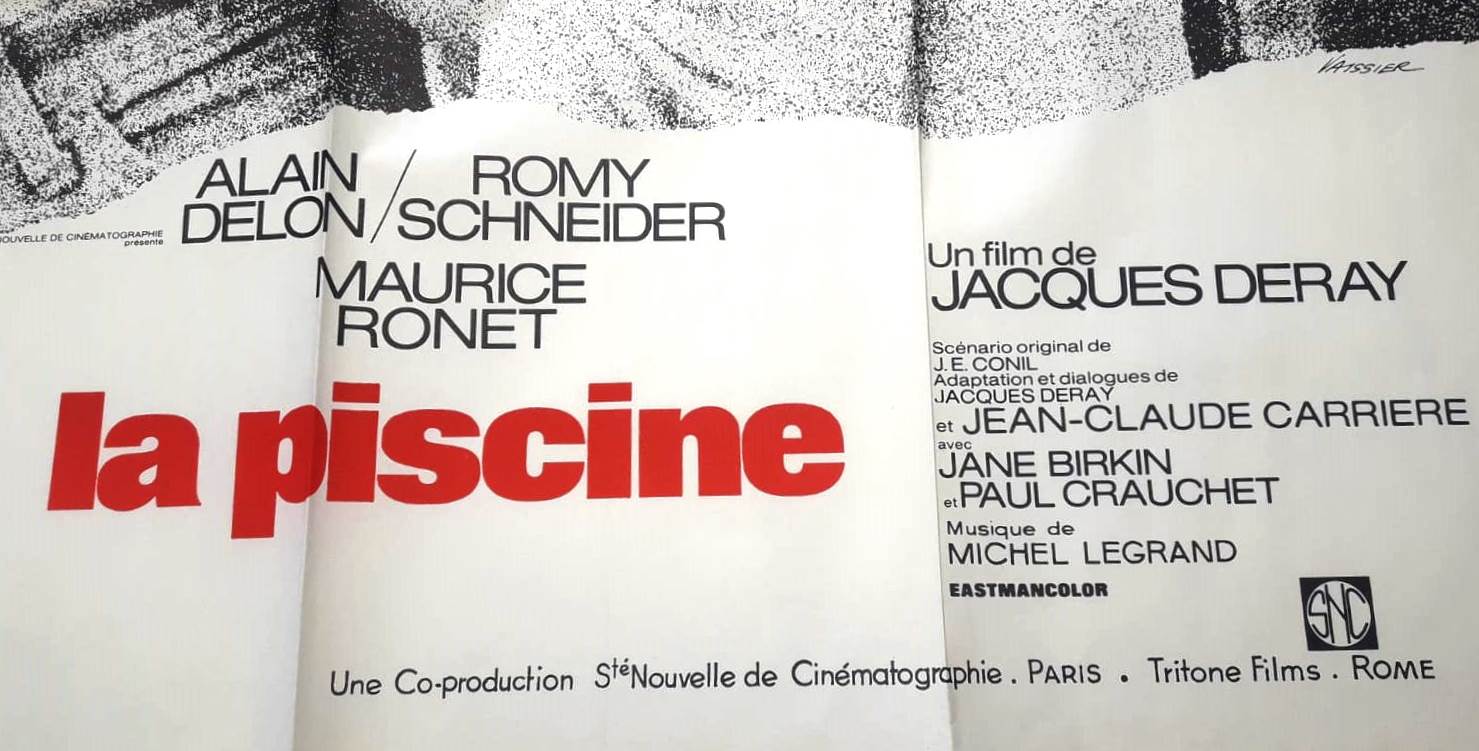 VAISSIER
ALAIN / ROMY
DELON / SCHNEIDER
NOUVELLE DE CINÉMATOGRAPHIE
présente
MAURICE
RONET
la piscine
Un film de
JACQUES DERAY
Scénario original de
J.E. CONIL
Adaptation et dialogues de
JACQUES DERAY
et JEAN-CLAUDE CARRIERE
avec
JANE BIRKIN
et PAUL CRAUCHET
Musique de
MICHEL LEGRAND
EASTMANCOLOR
SNC
Une Co-production Sté Nouvelle de Cinématographie . PARIS . Tritone Films . ROME